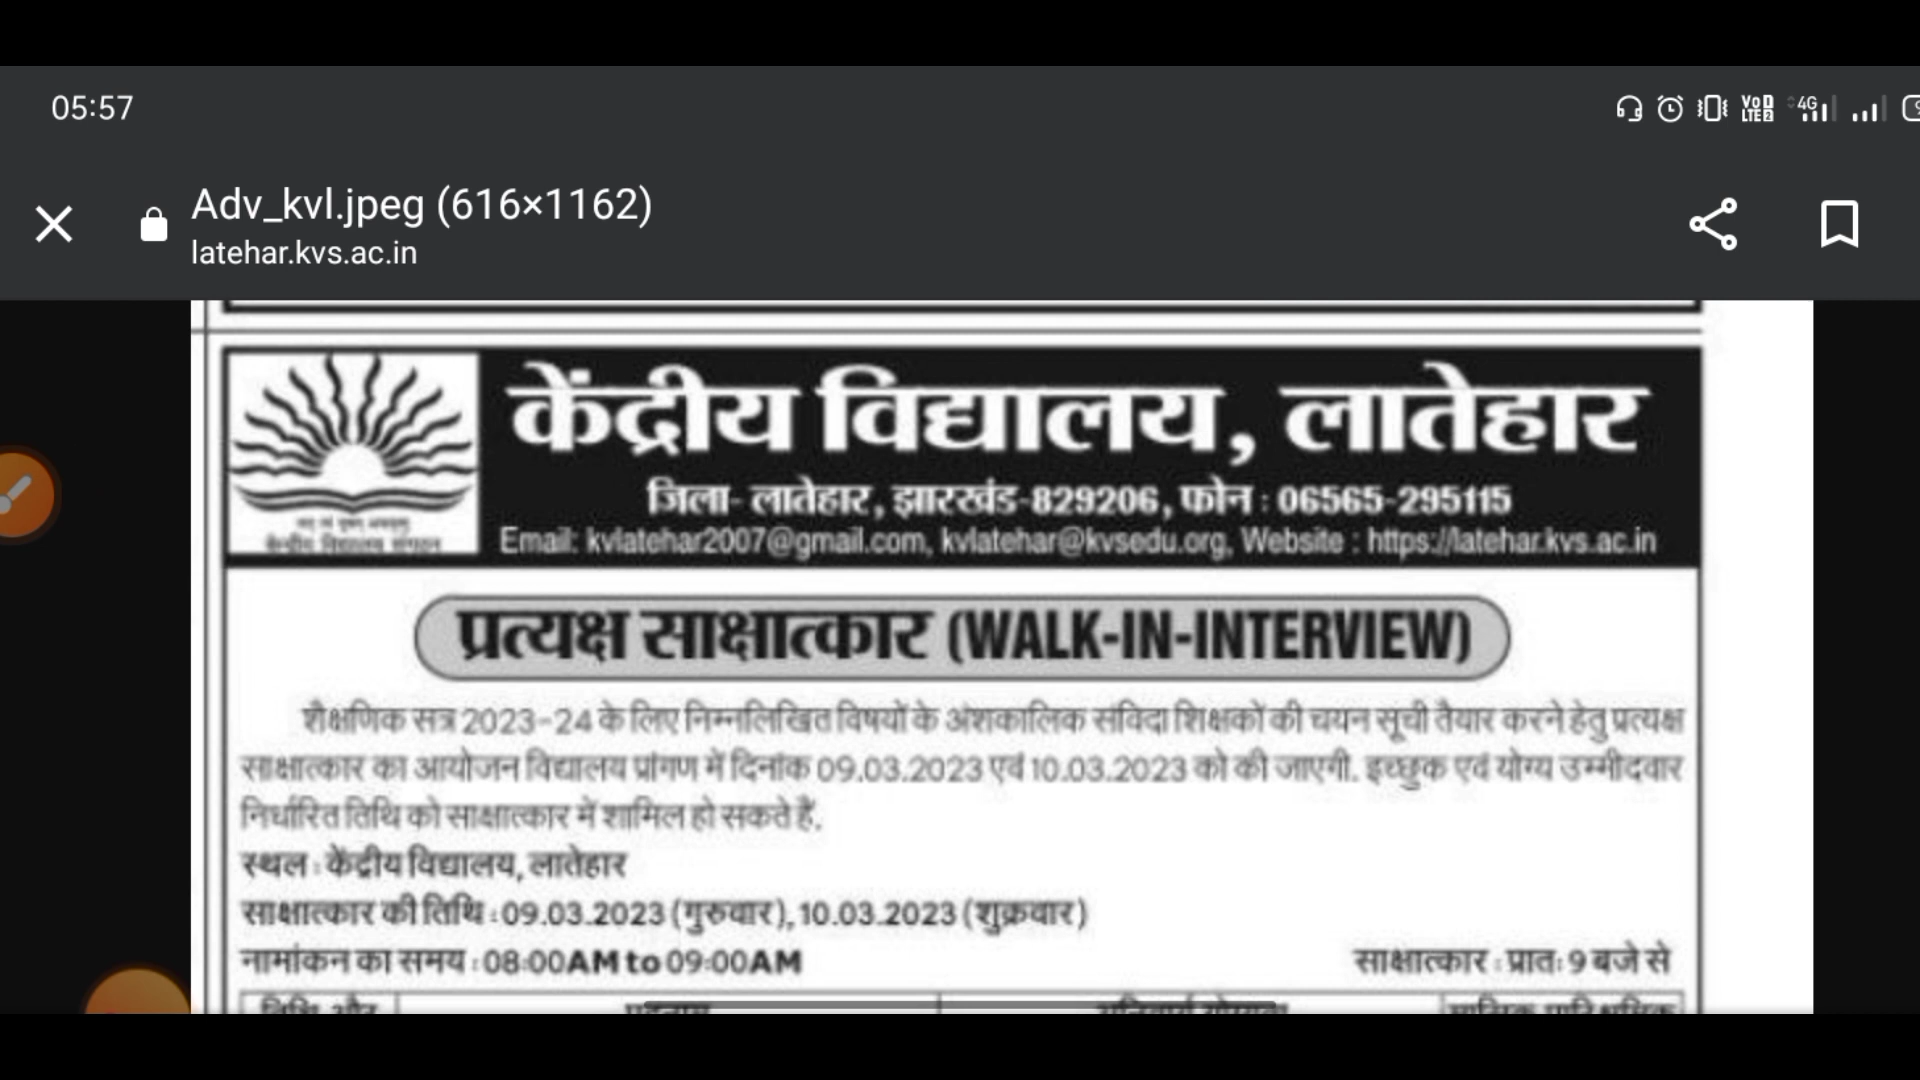 05:57
VoLTE2 4G
Adv_kvl.jpeg (616×1162)
latehar.kvs.ac.in
केंद्रीय विद्यालय, लातेहार
जिला- लातेहार, झारखंड-829206, फोन : 06565-295115
Email: kvlatehar2007@gmail.com, kvlatehar@kvsedu.org, Website : https://latehar.kvs.ac.in
केन्द्रीय विद्यालय संगठन
प्रत्यक्ष साक्षात्कार (WALK-IN-INTERVIEW)
शैक्षणिक सत्र 2023-24 के लिए निम्नलिखित विषयों के अंशकालिक संविदा शिक्षकों की चयन सूची तैयार करने हेतु प्रत्यक्ष
साक्षात्कार का आयोजन विद्यालय प्रांगण में दिनांक 09.03.2023 एवं 10.03.2023 को की जाएगी. इच्छुक एवं योग्य उम्मीदवार
निर्धारित तिथि को साक्षात्कार में शामिल हो सकते हैं.
स्थल : केंद्रीय विद्यालय, लातेहार
साक्षात्कार की तिथि : 09.03.2023 (गुरुवार), 10.03.2023 (शुक्रवार)
नामांकन का समय : 08:00AM to 09:00AM साक्षात्कार : प्रातः 9 बजे से